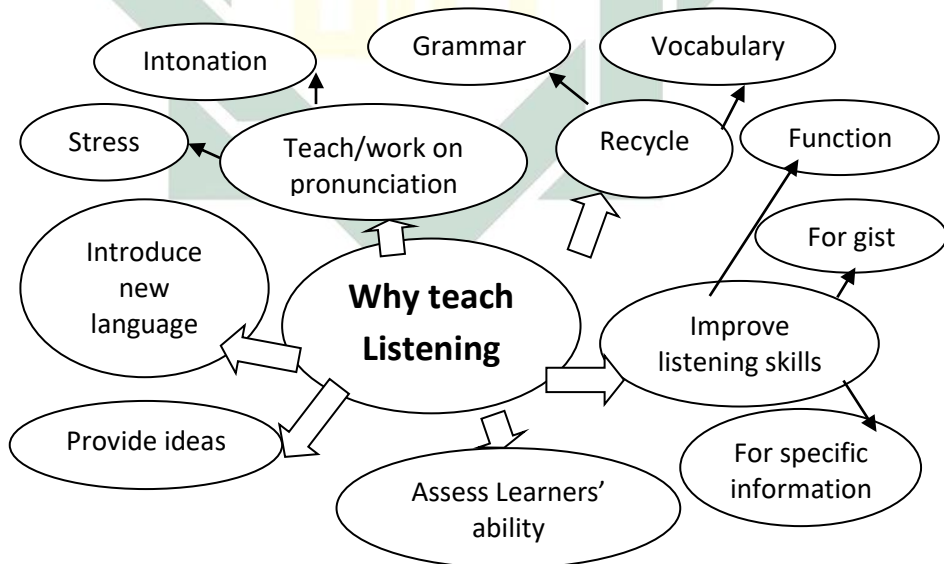 Grammar
Vocabulary
Intonation
Stress
Teach/work on
pronunciation
Recycle
Function
Introduce
new
language
Why teach
Listening
For gist
Improve
listening skills
Provide ideas
Assess Learners’
ability
For specific
information